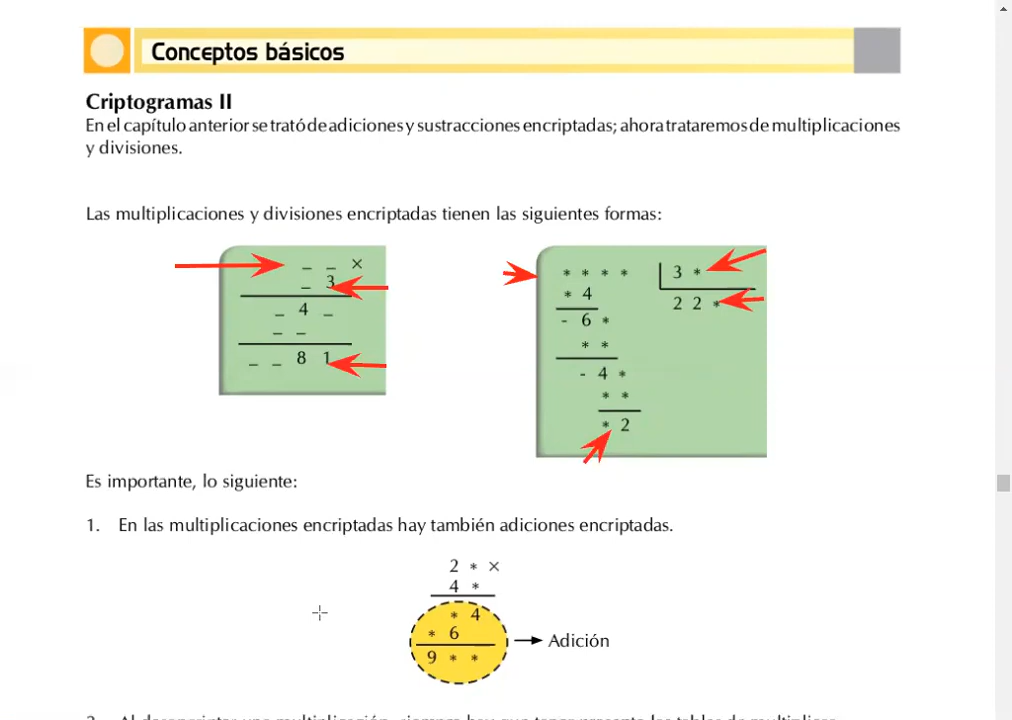 Conceptos básicos
Criptogramas II
En el capítulo anterior se trató de adiciones y sustracciones encriptadas; ahora trataremos de multiplicaciones
y divisiones.
Las multiplicaciones y divisiones encriptadas tienen las siguientes formas:
_ _ ×
_ 3
_ 4 _
_ _
_ _ 8 1
* * * * 3 *
* 4 2 2 *
- 6 *
* *
- 4 *
* *
* 2
Es importante, lo siguiente:
1. En las multiplicaciones encriptadas hay también adiciones encriptadas.
2 * ×
4 *
* 4
* 6
9 * *
Adición